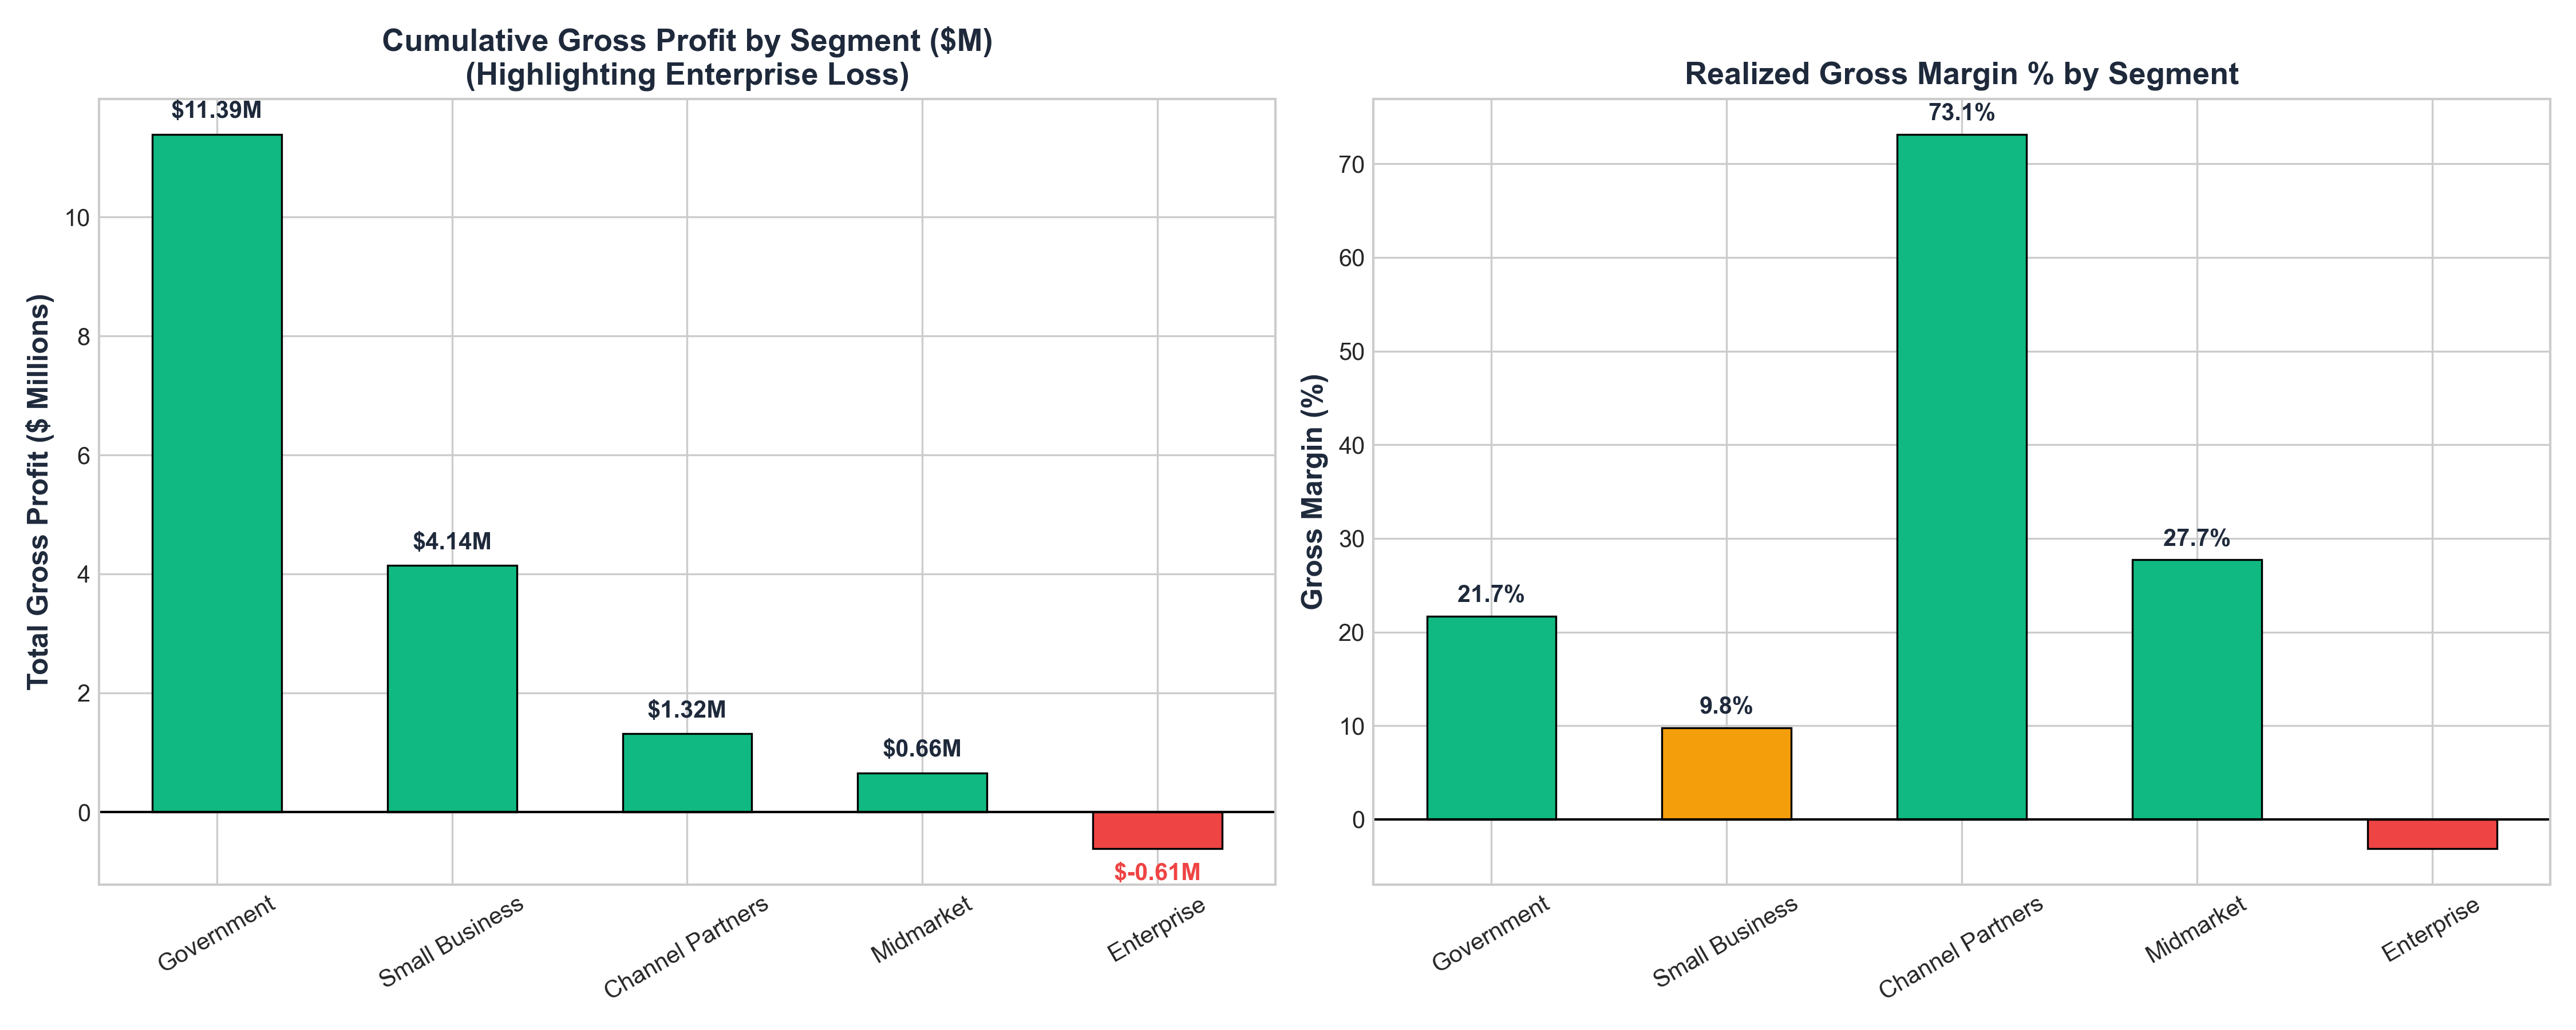 Cumulative Gross Profit by Segment ($M)
(Highlighting Enterprise Loss)
Total Gross Profit ($ Millions)
10
8
6
4
2
0
$11.39M
$4.14M
$1.32M
$0.66M
$-0.61M
Government
Small Business
Channel Partners
Midmarket
Enterprise
Realized Gross Margin % by Segment
Gross Margin (%)
70
60
50
40
30
20
10
0
21.7%
9.8%
73.1%
27.7%
Government
Small Business
Channel Partners
Midmarket
Enterprise